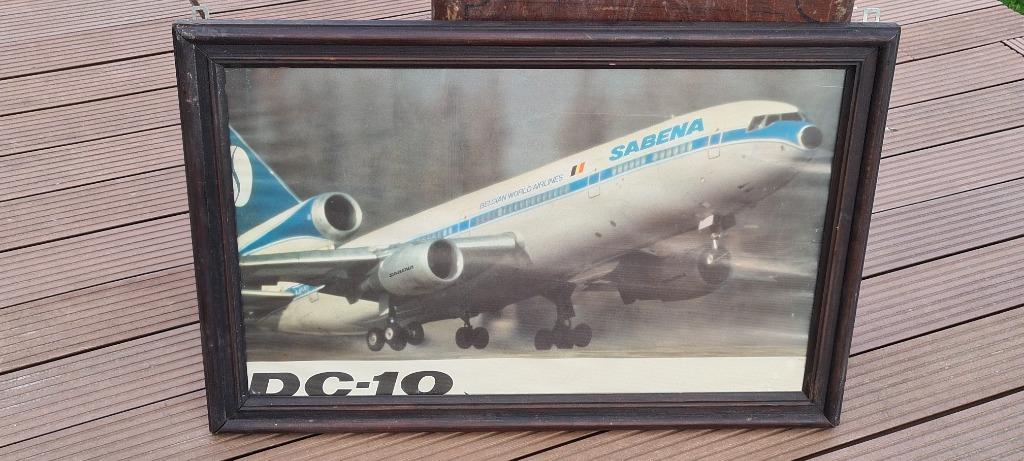 SABENA
BELGIAN WORLD AIRLINES
SABENA
DC-10